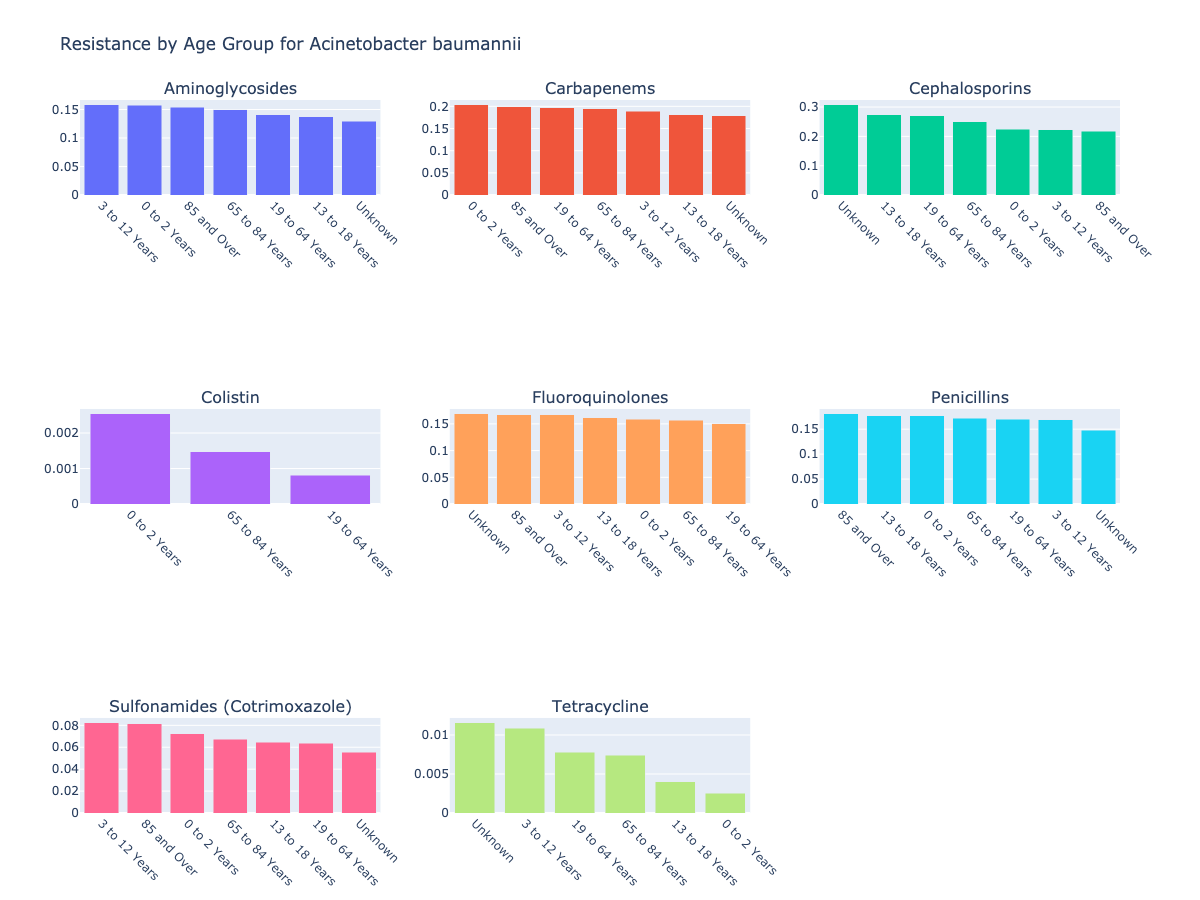 Resistance by Age Group for Acinetobacter baumannii
Aminoglycosides
0.15
0.1
0.05
0
3 to 12 Years
0 to 2 Years
85 and Over
65 to 84 Years
19 to 64 Years
13 to 18 Years
Unknown
Carbapenems
0.2
0.15
0.1
0.05
0
0 to 2 Years
85 and Over
19 to 64 Years
65 to 84 Years
3 to 12 Years
13 to 18 Years
Unknown
Cephalosporins
0.3
0.2
0.1
0
Unknown
13 to 18 Years
19 to 64 Years
65 to 84 Years
0 to 2 Years
3 to 12 Years
85 and Over
Colistin
0.002
0.001
0
0 to 2 Years
65 to 84 Years
19 to 64 Years
Fluoroquinolones
0.15
0.1
0.05
0
Unknown
85 and Over
3 to 12 Years
13 to 18 Years
0 to 2 Years
65 to 84 Years
19 to 64 Years
Penicillins
0.15
0.1
0.05
0
85 and Over
13 to 18 Years
0 to 2 Years
65 to 84 Years
19 to 64 Years
3 to 12 Years
Unknown
Sulfonamides (Cotrimoxazole)
0.08
0.06
0.04
0.02
0
3 to 12 Years
85 and Over
0 to 2 Years
65 to 84 Years
13 to 18 Years
19 to 64 Years
Unknown
Tetracycline
0.01
0.005
0
Unknown
3 to 12 Years
19 to 64 Years
65 to 84 Years
13 to 18 Years
0 to 2 Years